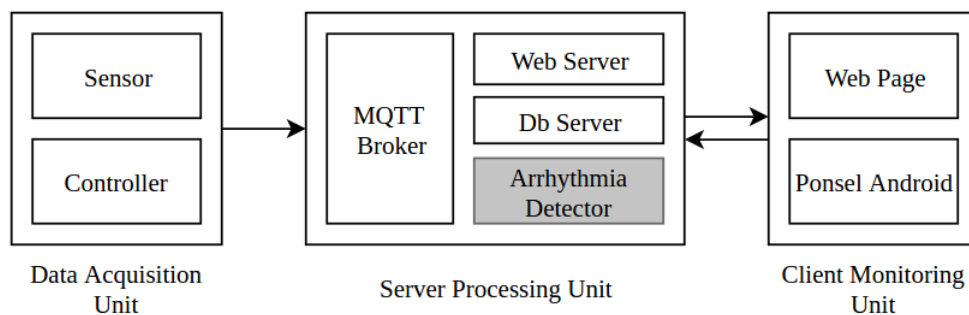 Sensor
Controller
Data Acquisition
Unit
MQTT
Broker
Web Server
Db Server
Arrhythmia
Detector
Server Processing Unit
Web Page
Ponsel Android
Client Monitoring
Unit